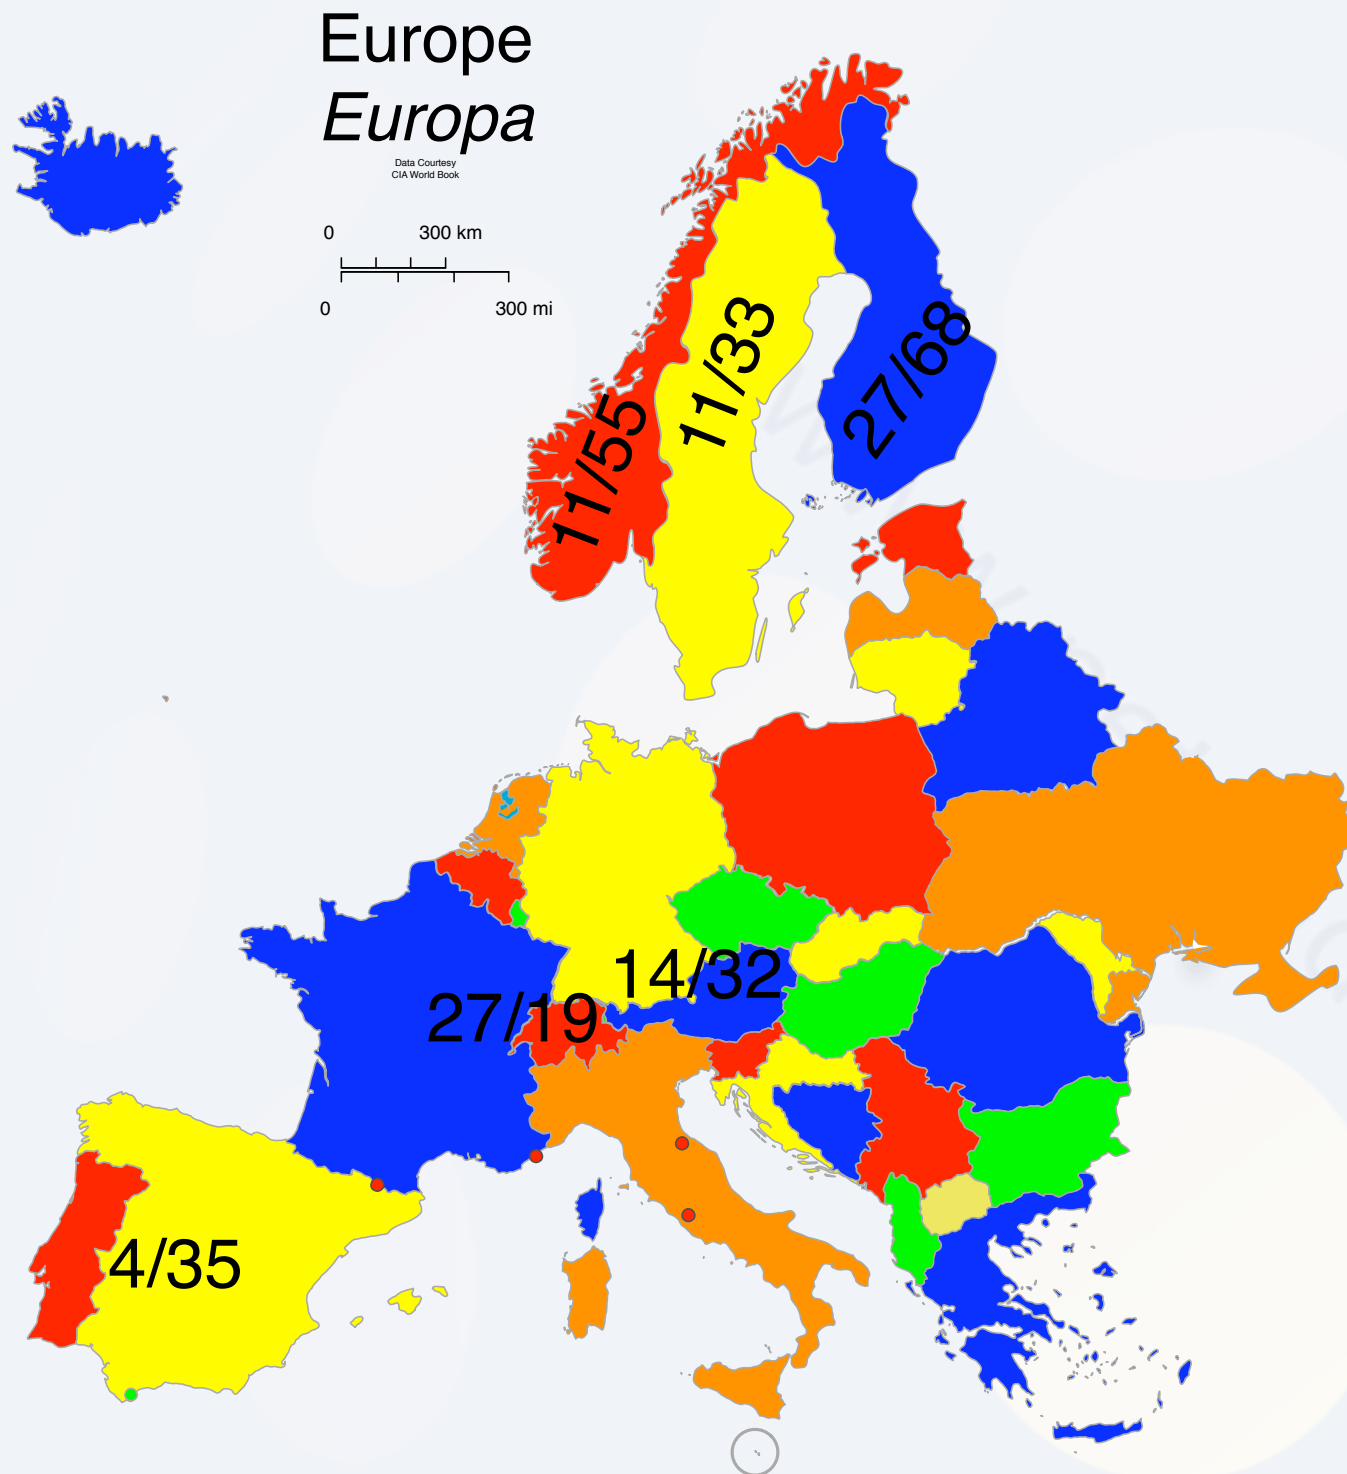 Europe
Europa
Data Courtesy
CIA World Book
0 300 km
0 300 mi
11/55
11/33
27/68
14/32
27/19
4/35